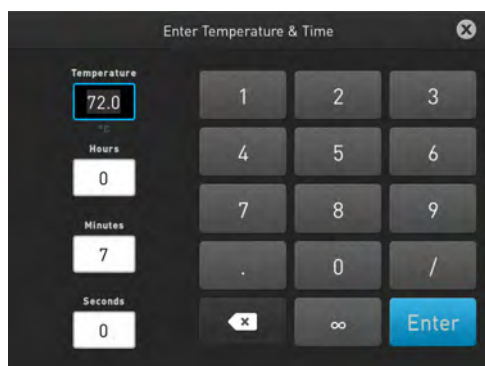 Enter Temperature & Time
Temperature
72.0
°C
Hours
0
Minutes
7
Seconds
0
1 2 3
4 5 6
7 8 9
. 0 /
∞ Enter